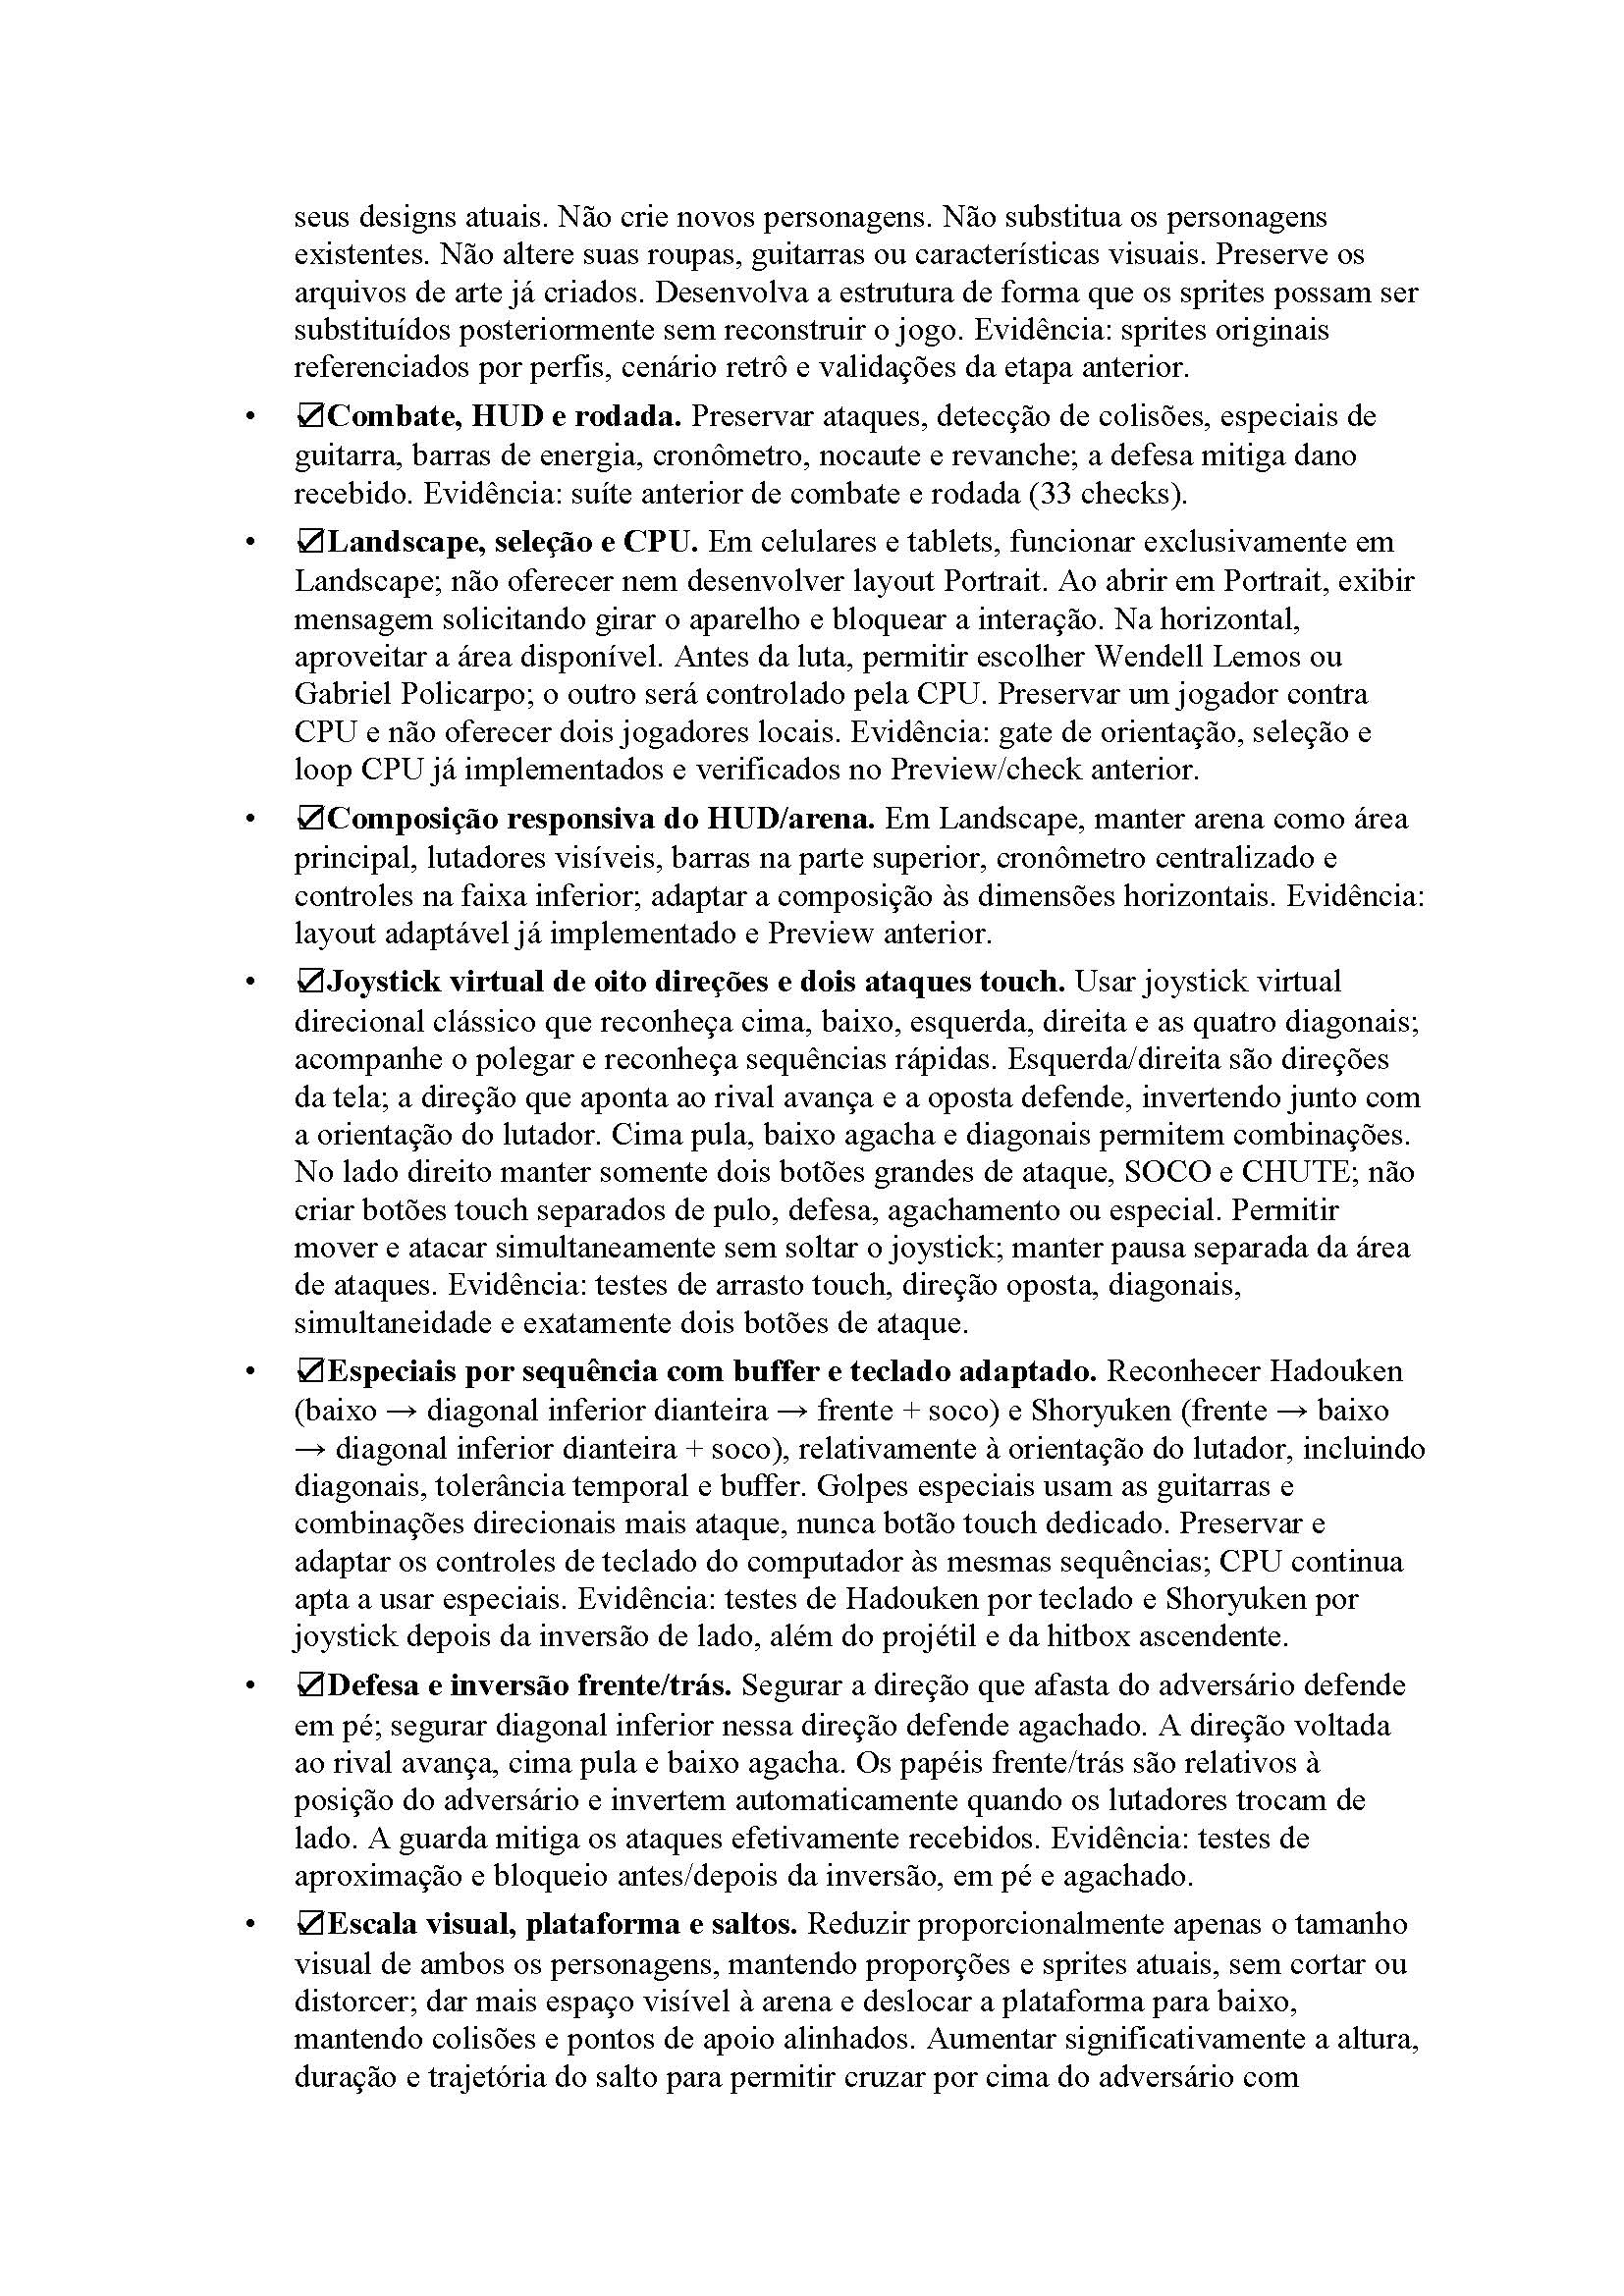 seus designs atuais. Não crie novos personagens. Não substitua os personagens
existentes. Não altere suas roupas, guitarras ou características visuais. Preserve os
arquivos de arte já criados. Desenvolva a estrutura de forma que os sprites possam ser
substituídos posteriormente sem reconstruir o jogo. Evidência: sprites originais
referenciados por perfis, cenário retrô e validações da etapa anterior.
• ☑Combate, HUD e rodada. Preservar ataques, detecção de colisões, especiais de
guitarra, barras de energia, cronômetro, nocaute e revanche; a defesa mitiga dano
recebido. Evidência: suíte anterior de combate e rodada (33 checks).
• ☑Landscape, seleção e CPU. Em celulares e tablets, funcionar exclusivamente em
Landscape; não oferecer nem desenvolver layout Portrait. Ao abrir em Portrait, exibir
mensagem solicitando girar o aparelho e bloquear a interação. Na horizontal,
aproveitar a área disponível. Antes da luta, permitir escolher Wendell Lemos ou
Gabriel Policarpo; o outro será controlado pela CPU. Preservar um jogador contra
CPU e não oferecer dois jogadores locais. Evidência: gate de orientação, seleção e
loop CPU já implementados e verificados no Preview/check anterior.
• ☑Composição responsiva do HUD/arena. Em Landscape, manter arena como área
principal, lutadores visíveis, barras na parte superior, cronômetro centralizado e
controles na faixa inferior; adaptar a composição às dimensões horizontais. Evidência:
layout adaptável já implementado e Preview anterior.
• ☑Joystick virtual de oito direções e dois ataques touch. Usar joystick virtual
direcional clássico que reconheça cima, baixo, esquerda, direita e as quatro diagonais;
acompanhe o polegar e reconheça sequências rápidas. Esquerda/direita são direções
da tela; a direção que aponta ao rival avança e a oposta defende, invertendo junto com
a orientação do lutador. Cima pula, baixo agacha e diagonais permitem combinações.
No lado direito manter somente dois botões grandes de ataque, SOCO e CHUTE; não
criar botões touch separados de pulo, defesa, agachamento ou especial. Permitir
mover e atacar simultaneamente sem soltar o joystick; manter pausa separada da área
de ataques. Evidência: testes de arrasto touch, direção oposta, diagonais,
simultaneidade e exatamente dois botões de ataque.
• ☑Especiais por sequência com buffer e teclado adaptado. Reconhecer Hadouken
(baixo → diagonal inferior dianteira → frente + soco) e Shoryuken (frente → baixo
→ diagonal inferior dianteira + soco), relativamente à orientação do lutador, incluindo
diagonais, tolerância temporal e buffer. Golpes especiais usam as guitarras e
combinações direcionais mais ataque, nunca botão touch dedicado. Preservar e
adaptar os controles de teclado do computador às mesmas sequências; CPU continua
apta a usar especiais. Evidência: testes de Hadouken por teclado e Shoryuken por
joystick depois da inversão de lado, além do projétil e da hitbox ascendente.
• ☑Defesa e inversão frente/trás. Segurar a direção que afasta do adversário defende
em pé; segurar diagonal inferior nessa direção defende agachado. A direção voltada
ao rival avança, cima pula e baixo agacha. Os papéis frente/trás são relativos à
posição do adversário e invertem automaticamente quando os lutadores trocam de
lado. A guarda mitiga os ataques efetivamente recebidos. Evidência: testes de
aproximação e bloqueio antes/depois da inversão, em pé e agachado.
• ☑Escala visual, plataforma e saltos. Reduzir proporcionalmente apenas o tamanho
visual de ambos os personagens, mantendo proporções e sprites atuais, sem cortar ou
distorcer; dar mais espaço visível à arena e deslocar a plataforma para baixo,
mantendo colisões e pontos de apoio alinhados. Aumentar significativamente a altura,
duração e trajetória do salto para permitir cruzar por cima do adversário com